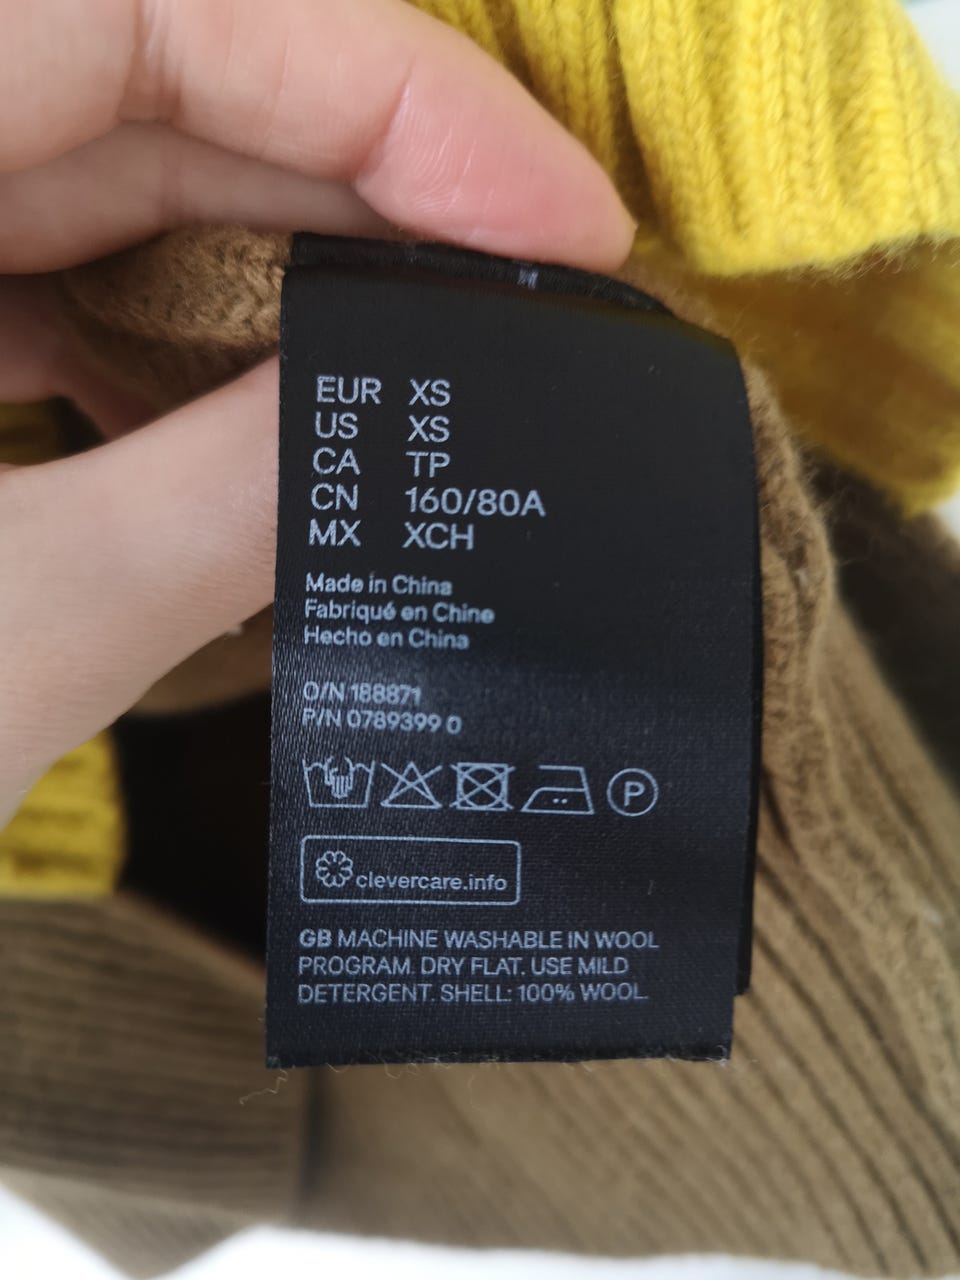 EUR XS
US XS
CA TP
CN 160/80A
MX XCH
Made in China
Fabriqué en Chine
Hecho en China
O/N 188871
P/N 0789399 0
P
clevercare.info
GB MACHINE WASHABLE IN WOOL
PROGRAM. DRY FLAT. USE MILD
DETERGENT. SHELL: 100% WOOL.